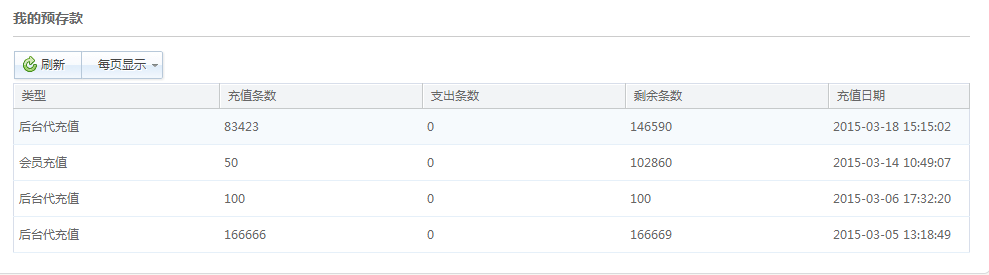 我的预存款
刷新 每页显示
类型 充值条数 支出条数 剩余条数 充值日期
后台代充值 83423 0 146590 2015-03-18 15:15:02
会员充值 50 0 102860 2015-03-14 10:49:07
后台代充值 100 0 100 2015-03-06 17:32:20
后台代充值 166666 0 166669 2015-03-05 13:18:49